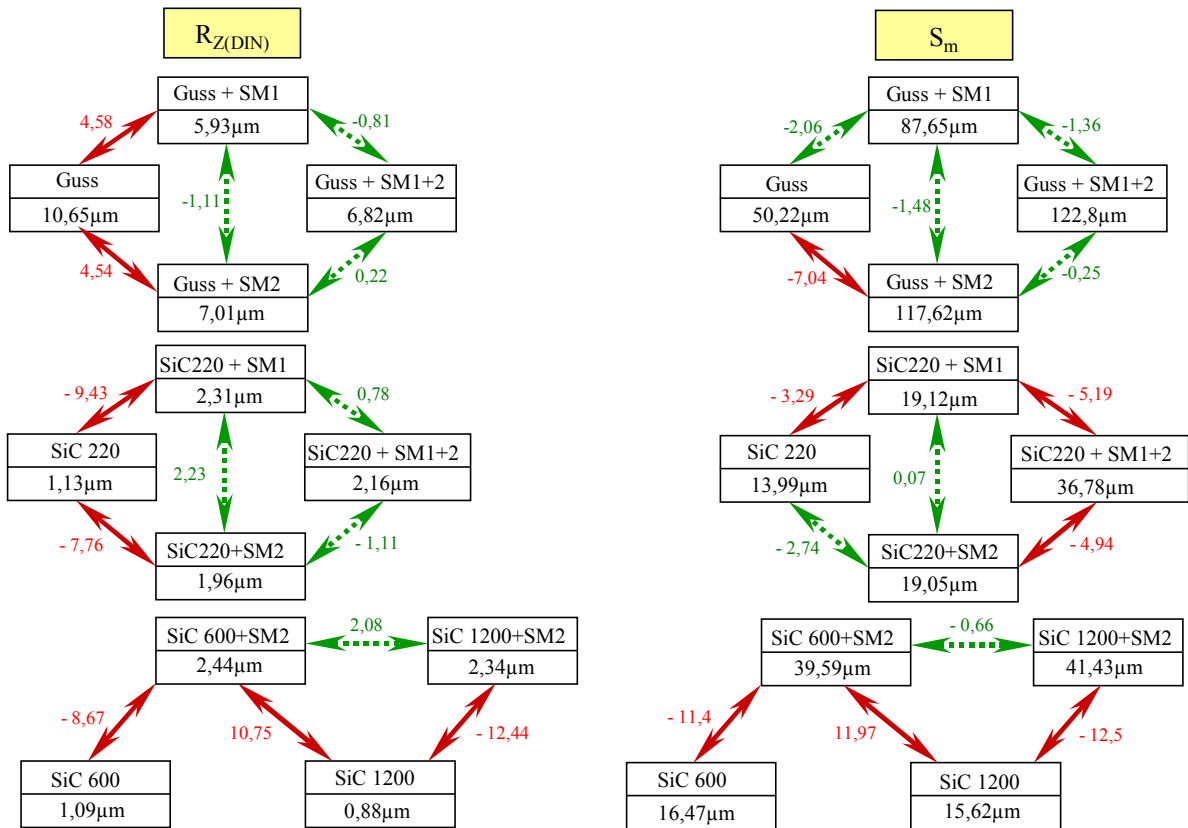 R_Z(DIN)
Guss + SM1
5,93µm
4,58
-0,81
Guss
10,65µm
-1,11
Guss + SM1+2
6,82µm
4,54
0,22
Guss + SM2
7,01µm
SiC220 + SM1
2,31µm
- 9,43
0,78
SiC 220
1,13µm
2,23
SiC220 + SM1+2
2,16µm
- 7,76
- 1,11
SiC220+SM2
1,96µm
SiC 600+SM2
2,44µm
2,08
SiC 1200+SM2
2,34µm
- 8,67
10,75
- 12,44
SiC 600
1,09µm
SiC 1200
0,88µm
S_m
Guss + SM1
87,65µm
-2,06
-1,36
Guss
50,22µm
-1,48
Guss + SM1+2
122,8µm
-7,04
-0,25
Guss + SM2
117,62µm
SiC220 + SM1
19,12µm
- 3,29
- 5,19
SiC 220
13,99µm
0,07
SiC220 + SM1+2
36,78µm
- 2,74
- 4,94
SiC220+SM2
19,05µm
SiC 600+SM2
39,59µm
- 0,66
SiC 1200+SM2
41,43µm
- 11,4
11,97
- 12,5
SiC 600
16,47µm
SiC 1200
15,62µm